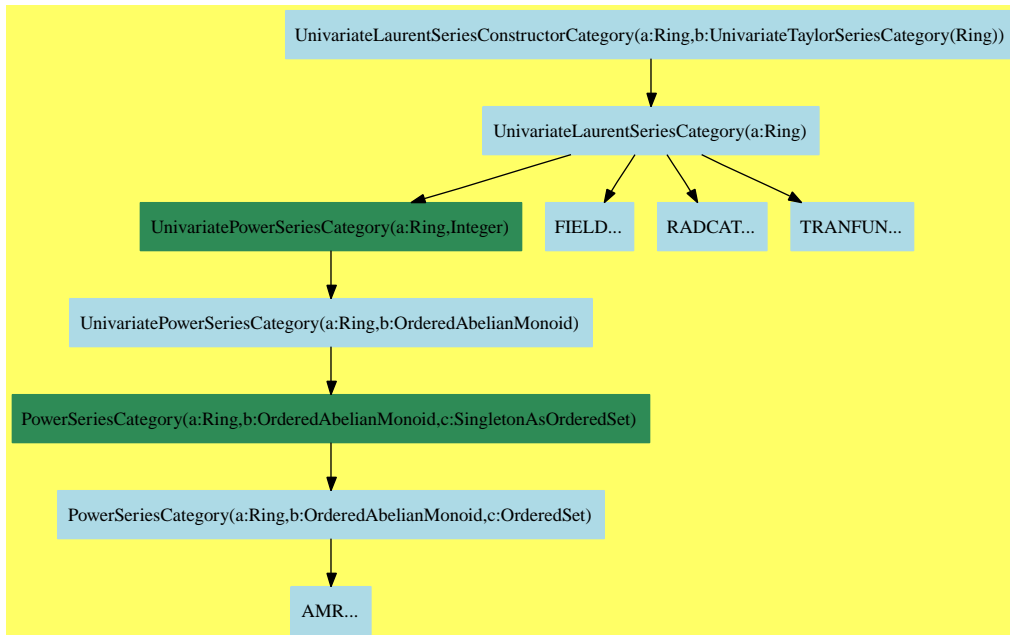 UnivariateLaurentSeriesConstructorCategory(a:Ring,b:UnivariateTaylorSeriesCategory(Ring))
UnivariateLaurentSeriesCategory(a:Ring)
UnivariatePowerSeriesCategory(a:Ring,Integer)
FIELD...
RADCAT...
TRANFUN...
UnivariatePowerSeriesCategory(a:Ring,b:OrderedAbelianMonoid)
PowerSeriesCategory(a:Ring,b:OrderedAbelianMonoid,c:SingletonAsOrderedSet)
PowerSeriesCategory(a:Ring,b:OrderedAbelianMonoid,c:OrderedSet)
AMR...